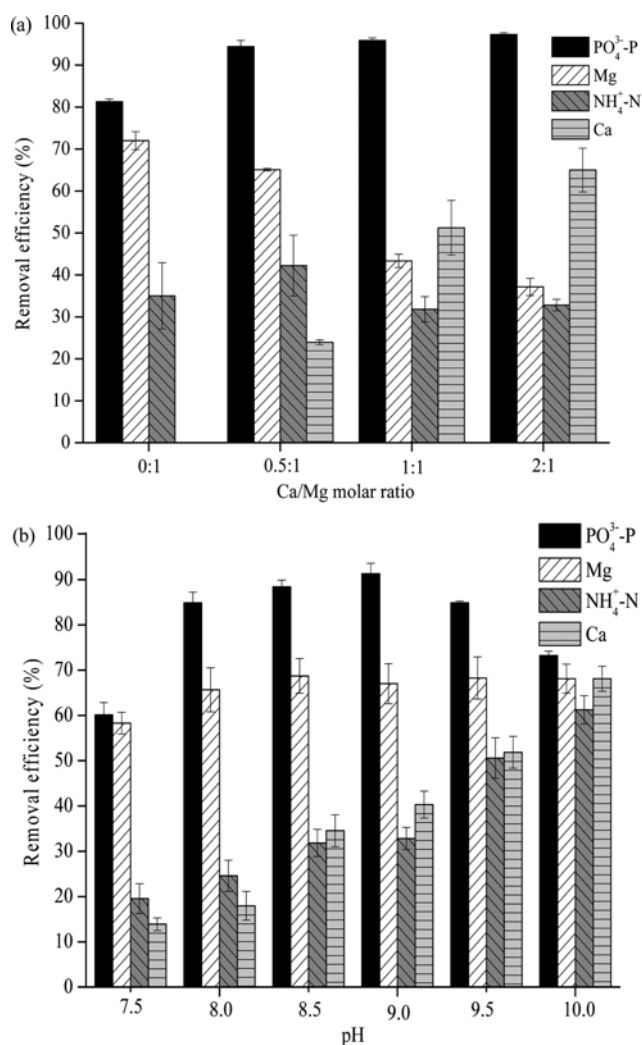 (a)
100
90
80
70
60
50
40
30
20
10
0
Removal efficiency (%)
PO₄³⁻-P
Mg
NH₄⁺-N
Ca
0:1 0.5:1 1:1 2:1
Ca/Mg molar ratio
(b)
100
90
80
70
60
50
40
30
20
10
0
Removal efficiency (%)
PO₄³⁻-P
Mg
NH₄⁺-N
Ca
7.5 8.0 8.5 9.0 9.5 10.0
pH